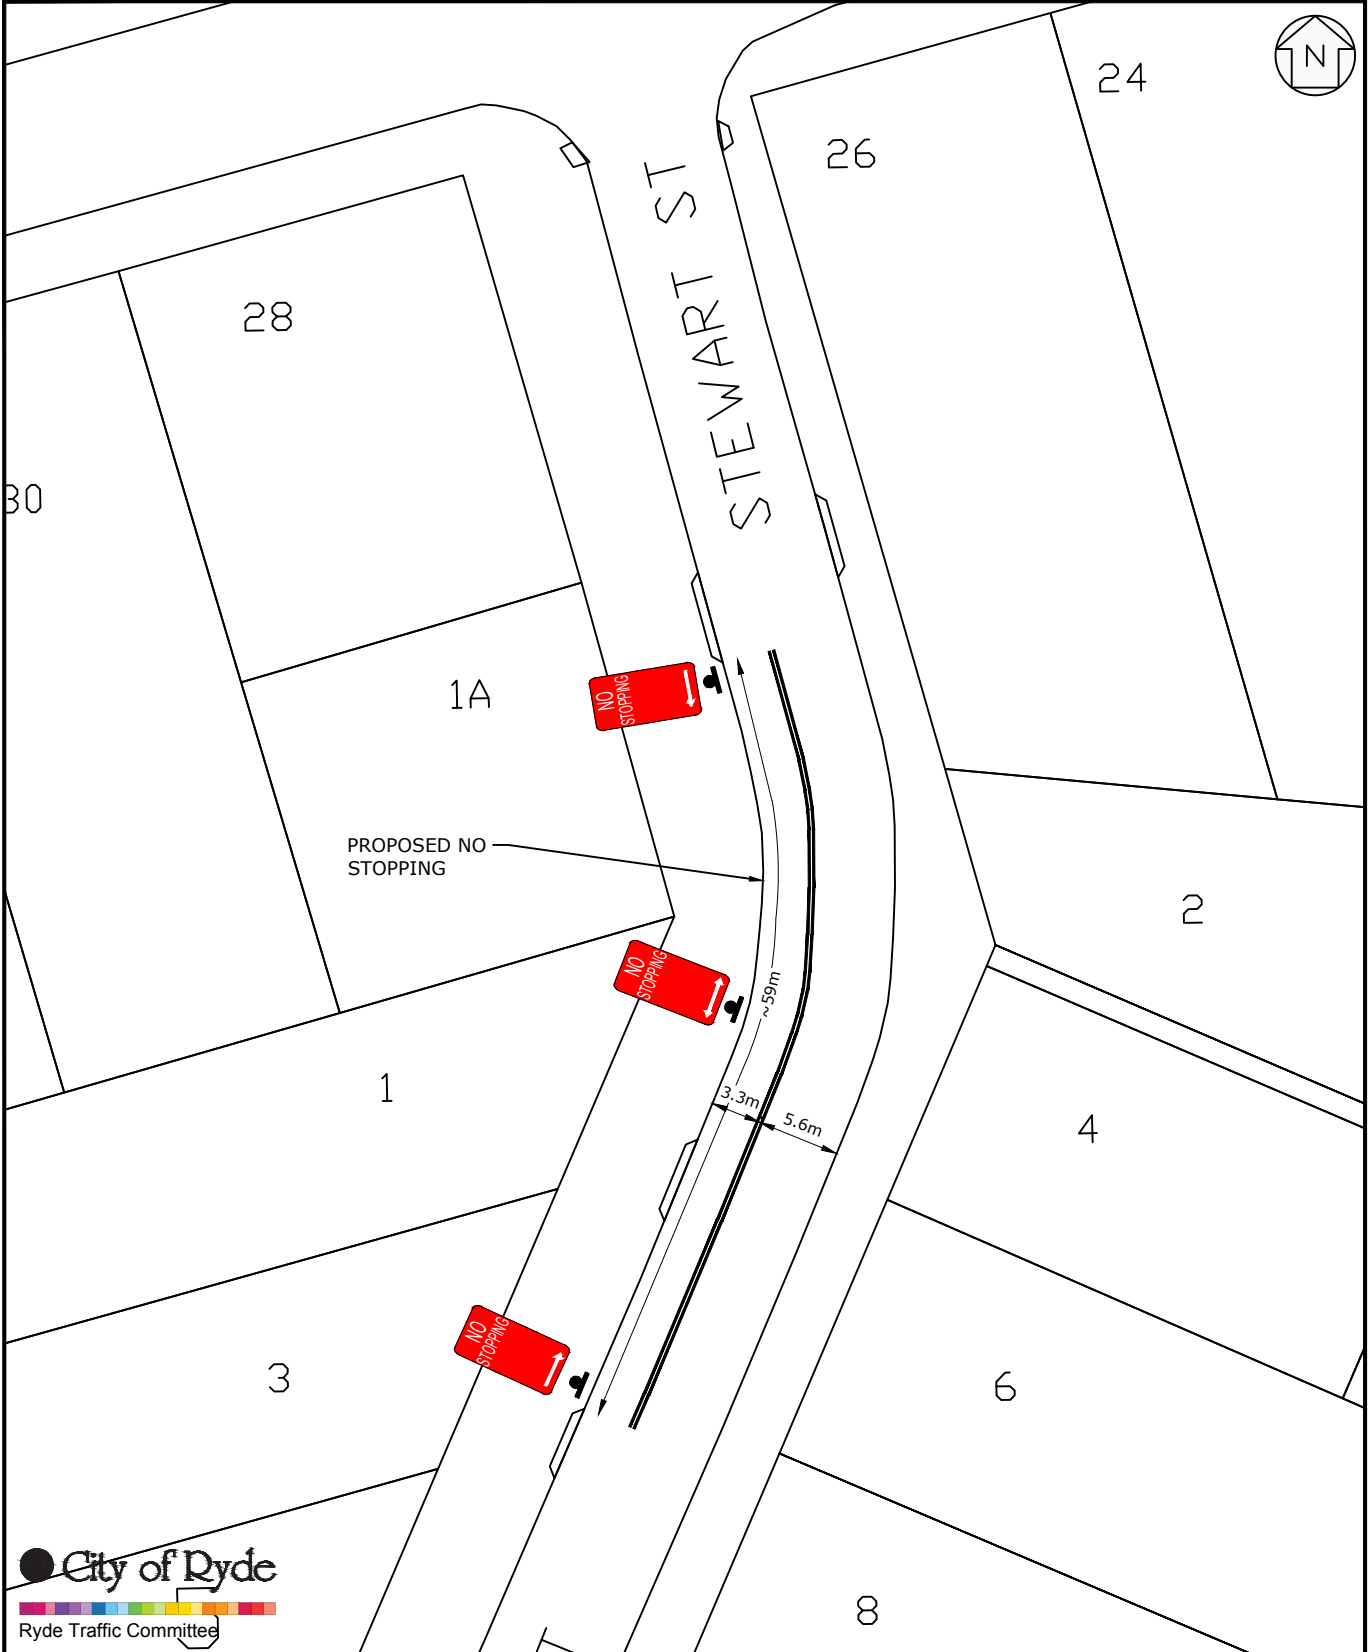 N
24
26
STEWART ST
28
30
1A
NO
STOPPING
PROPOSED NO
STOPPING
2
NO
STOPPING
~59m
1
3.3m
5.6m
4
NO
STOPPING
3
6
City of Ryde
Ryde Traffic Committee
8